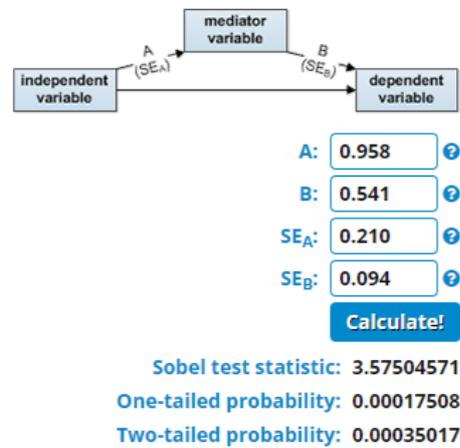 mediator
variable
A
(SEA)
B
(SEB)
independent
variable
dependent
variable
A: 0.958 ?
B: 0.541 ?
SEA: 0.210 ?
SEB: 0.094 ?
Calculate!
Sobel test statistic: 3.57504571
One-tailed probability: 0.00017508
Two-tailed probability: 0.00035017